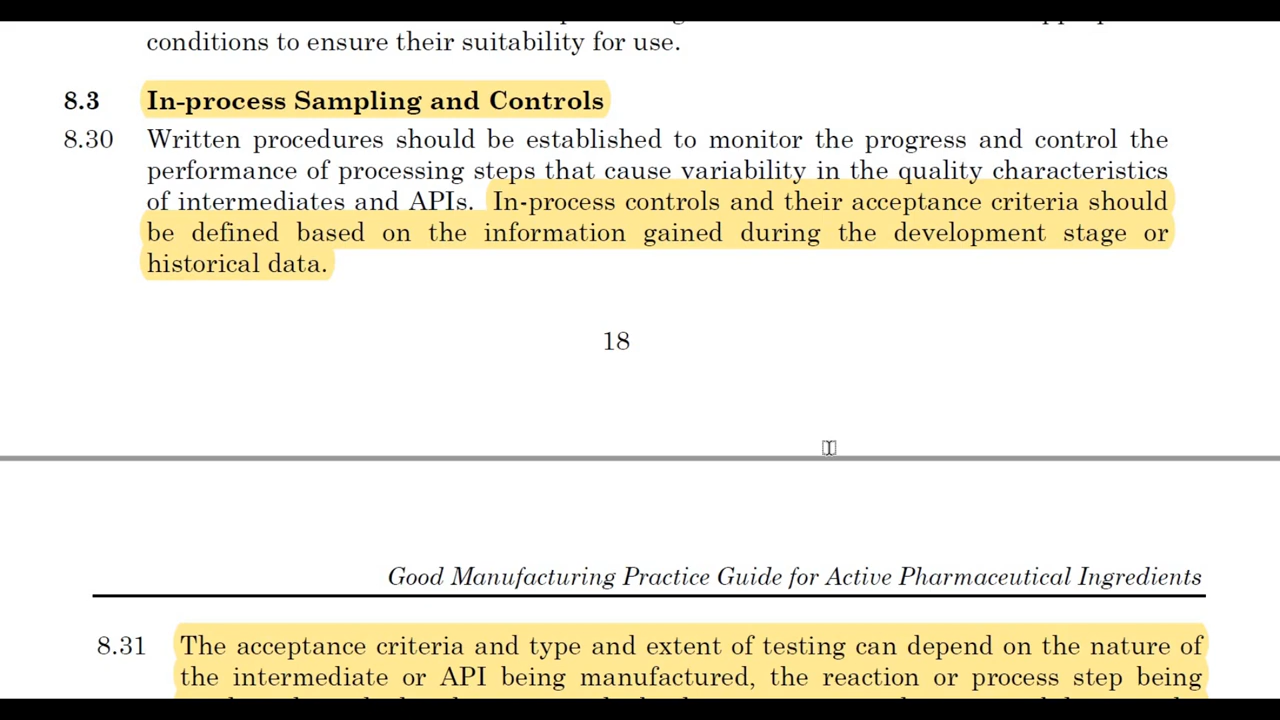 conditions to ensure their suitability for use.
8.3 In-process Sampling and Controls
8.30 Written procedures should be established to monitor the progress and control the
performance of processing steps that cause variability in the quality characteristics
of intermediates and APIs. In-process controls and their acceptance criteria should
be defined based on the information gained during the development stage or
historical data.
18
Good Manufacturing Practice Guide for Active Pharmaceutical Ingredients
8.31 The acceptance criteria and type and extent of testing can depend on the nature of
the intermediate or API being manufactured, the reaction or process step being